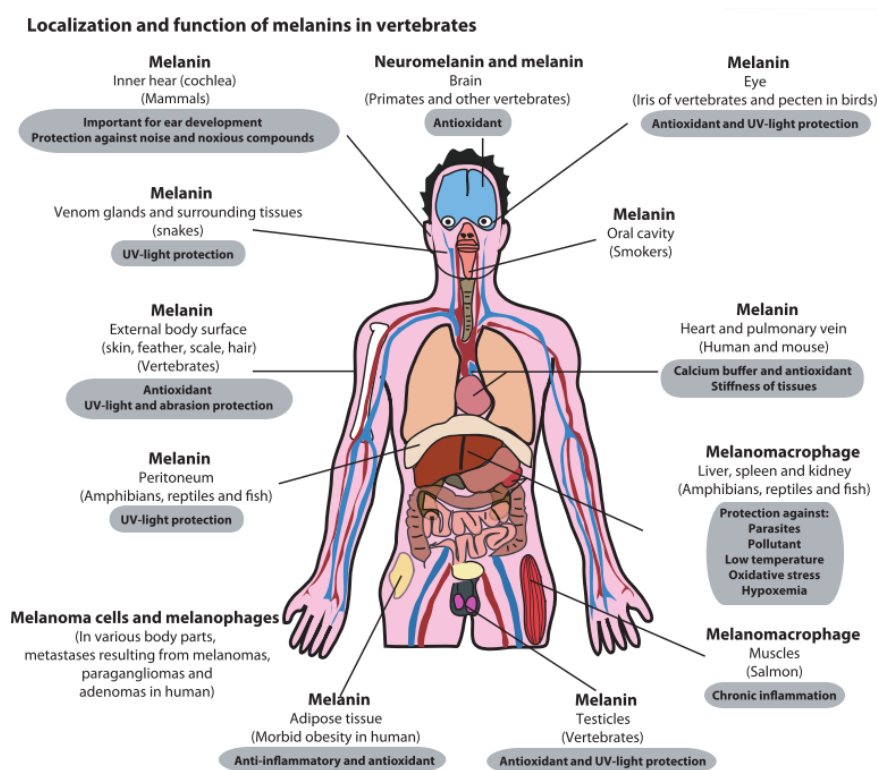 Localization and function of melanins in vertebrates
Melanin
Inner hear (cochlea)
(Mammals)
Important for ear development
Protection against noise and noxious compounds
Neuromelanin and melanin
Brain
(Primates and other vertebrates)
Antioxidant
Melanin
Eye
(Iris of vertebrates and pecten in birds)
Antioxidant and UV-light protection
Melanin
Venom glands and surrounding tissues
(snakes)
UV-light protection
Melanin
Oral cavity
(Smokers)
Melanin
External body surface
(skin, feather, scale, hair)
(Vertebrates)
Antioxidant
UV-light and abrasion protection
Melanin
Heart and pulmonary vein
(Human and mouse)
Calcium buffer and antioxidant
Stiffness of tissues
Melanin
Peritoneum
(Amphibians, reptiles and fish)
UV-light protection
Melanomacrophage
Liver, spleen and kidney
(Amphibians, reptiles and fish)
Protection against:
Parasites
Pollutant
Low temperature
Oxidative stress
Hypoxemia
Melanoma cells and melanophages
(In various body parts,
metastases resulting from melanomas,
paragangliomas and
adenomas in human)
Melanomacrophage
Muscles
(Salmon)
Chronic inflammation
Melanin
Adipose tissue
(Morbid obesity in human)
Anti-inflammatory and antioxidant
Melanin
Testicles
(Vertebrates)
Antioxidant and UV-light protection